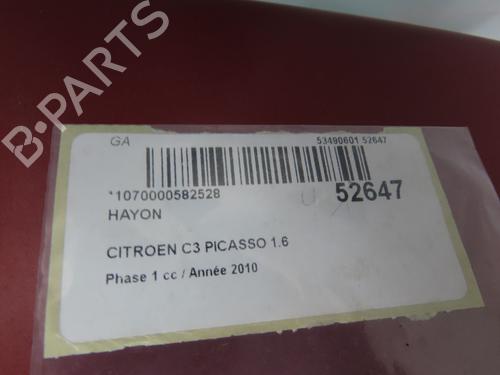 B-PARTS
GA
53490601 52647
*1070000582528
U 52647
HAYON
CITROEN C3 PICASSO 1.6
Phase 1 cc / Année 2010